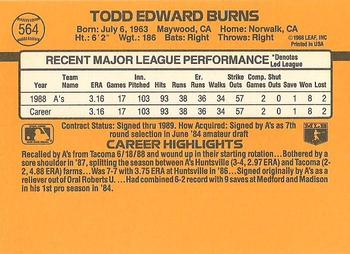 564
TODD EDWARD BURNS
Born: July 6, 1963 Maywood, CA Home: Norwalk, CA
Ht: 6'2" Wgt: 186 Bats: Right Throws: Right
© 1988 LEAF, INC
Printed in USA
RECENT MAJOR LEAGUE PERFORMANCE *Denotes Led League
Year Team Name ERA Games Inn. Pitched Hits Runs Er. Runs Walks Strike Outs Comp. Games Shut Outs Save Won Lost
1988 A's 3.16 17 103 93 38 36 34 57 2 0 1 8 2
Career 3.16 17 103 93 38 36 34 57 2 0 1 8 2
Contract Status: Signed thru 1989. How Acquired: Signed by A's as 7th
round selection in June '84 amateur draft
CAREER HIGHLIGHTS
Recalled by A's from Tacoma 6/18/88 and wound up in their starting rotation...Bothered by a
sore shoulder in '87, splitting the season between A's Huntsville (3-4, 2.97 ERA) and Tacoma
(2-2, 4.88 ERA) farms...Was 7-7 with 3.75 ERA at Huntsville in '86...Signed originally by A's as
player out of Oral Roberts U...Had combined 6-2 record with 9 saves at Medford and Madison
in his 1st pro season in '84.